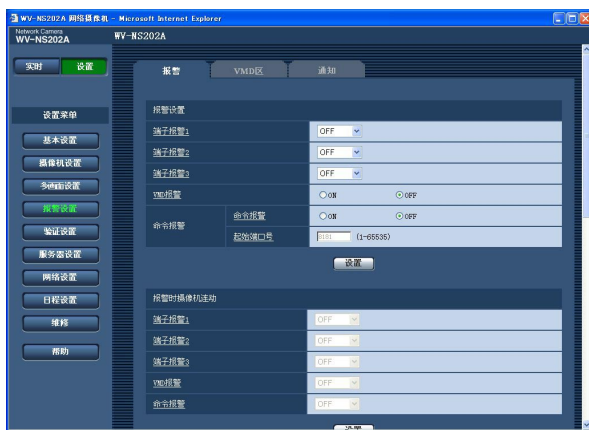 WV-NS202A 网络摄像机 - Microsoft Internet Explorer
Network Camera
WV-NS202A
WV-NS202A
实时 设置
报警 VMD区 通知
设置菜单
基本设置
摄像机设置
多画面设置
报警设置
验证设置
服务器设置
网络设置
日程设置
维修
帮助
报警设置
端子报警1 OFF
端子报警2 OFF
端子报警3 OFF
VMD报警 ON OFF
命令报警 命令报警 ON OFF
起始端口号 8181 (1-65535)
设置
报警时摄像机连动
端子报警1 OFF
端子报警2 OFF
端子报警3 OFF
VMD报警 OFF
命令报警 OFF
设置